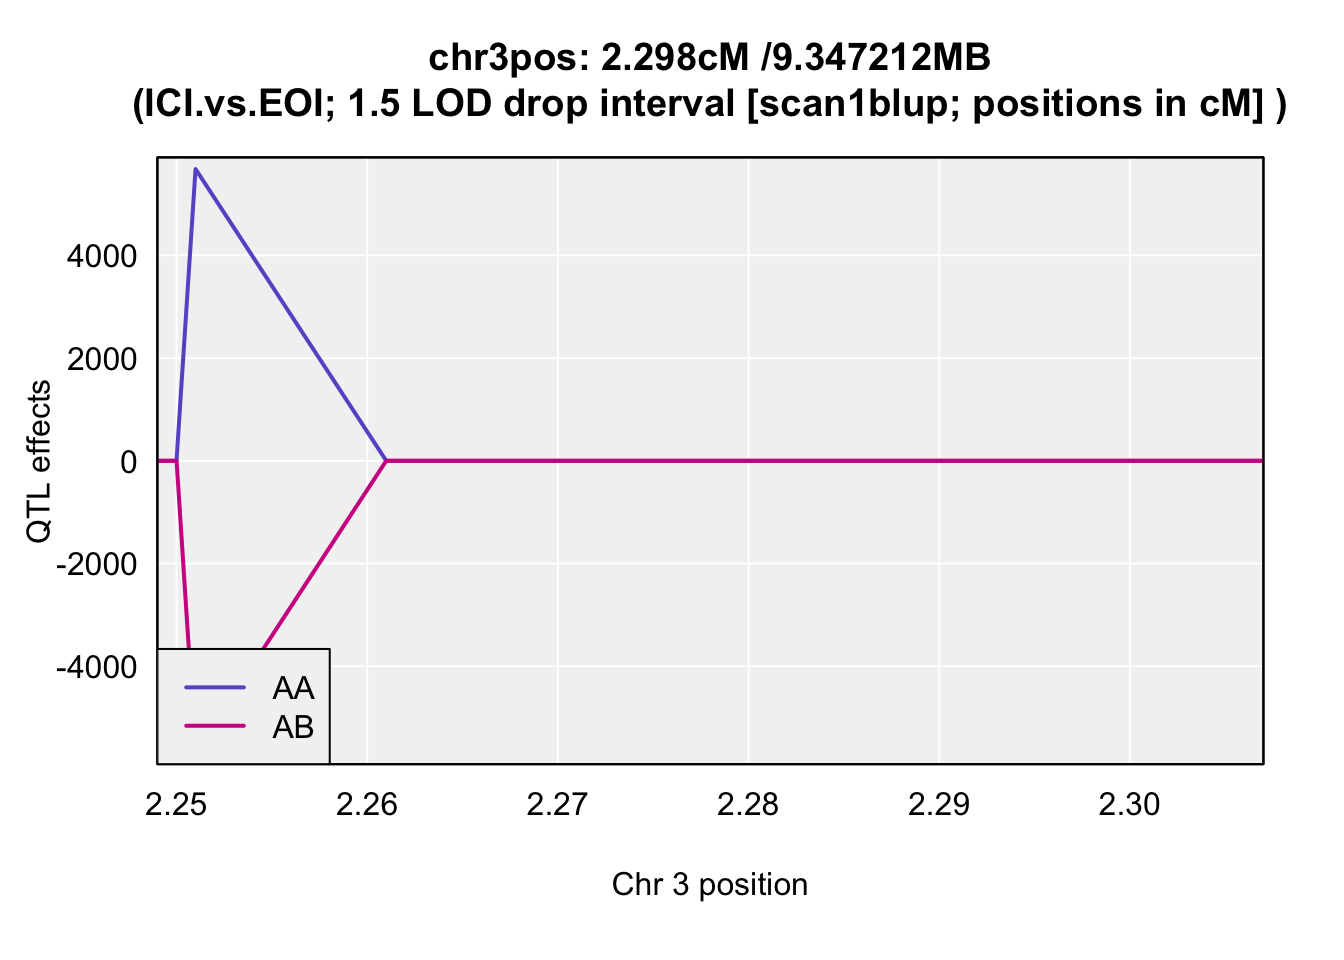 chr3pos: 2.298cM /9.347212MB
(ICI.vs.EOI; 1.5 LOD drop interval [scan1blup; positions in cM] )
QTL effects
4000
2000
0
-2000
-4000
AA
AB
2.25 2.26 2.27 2.28 2.29 2.30
Chr 3 position